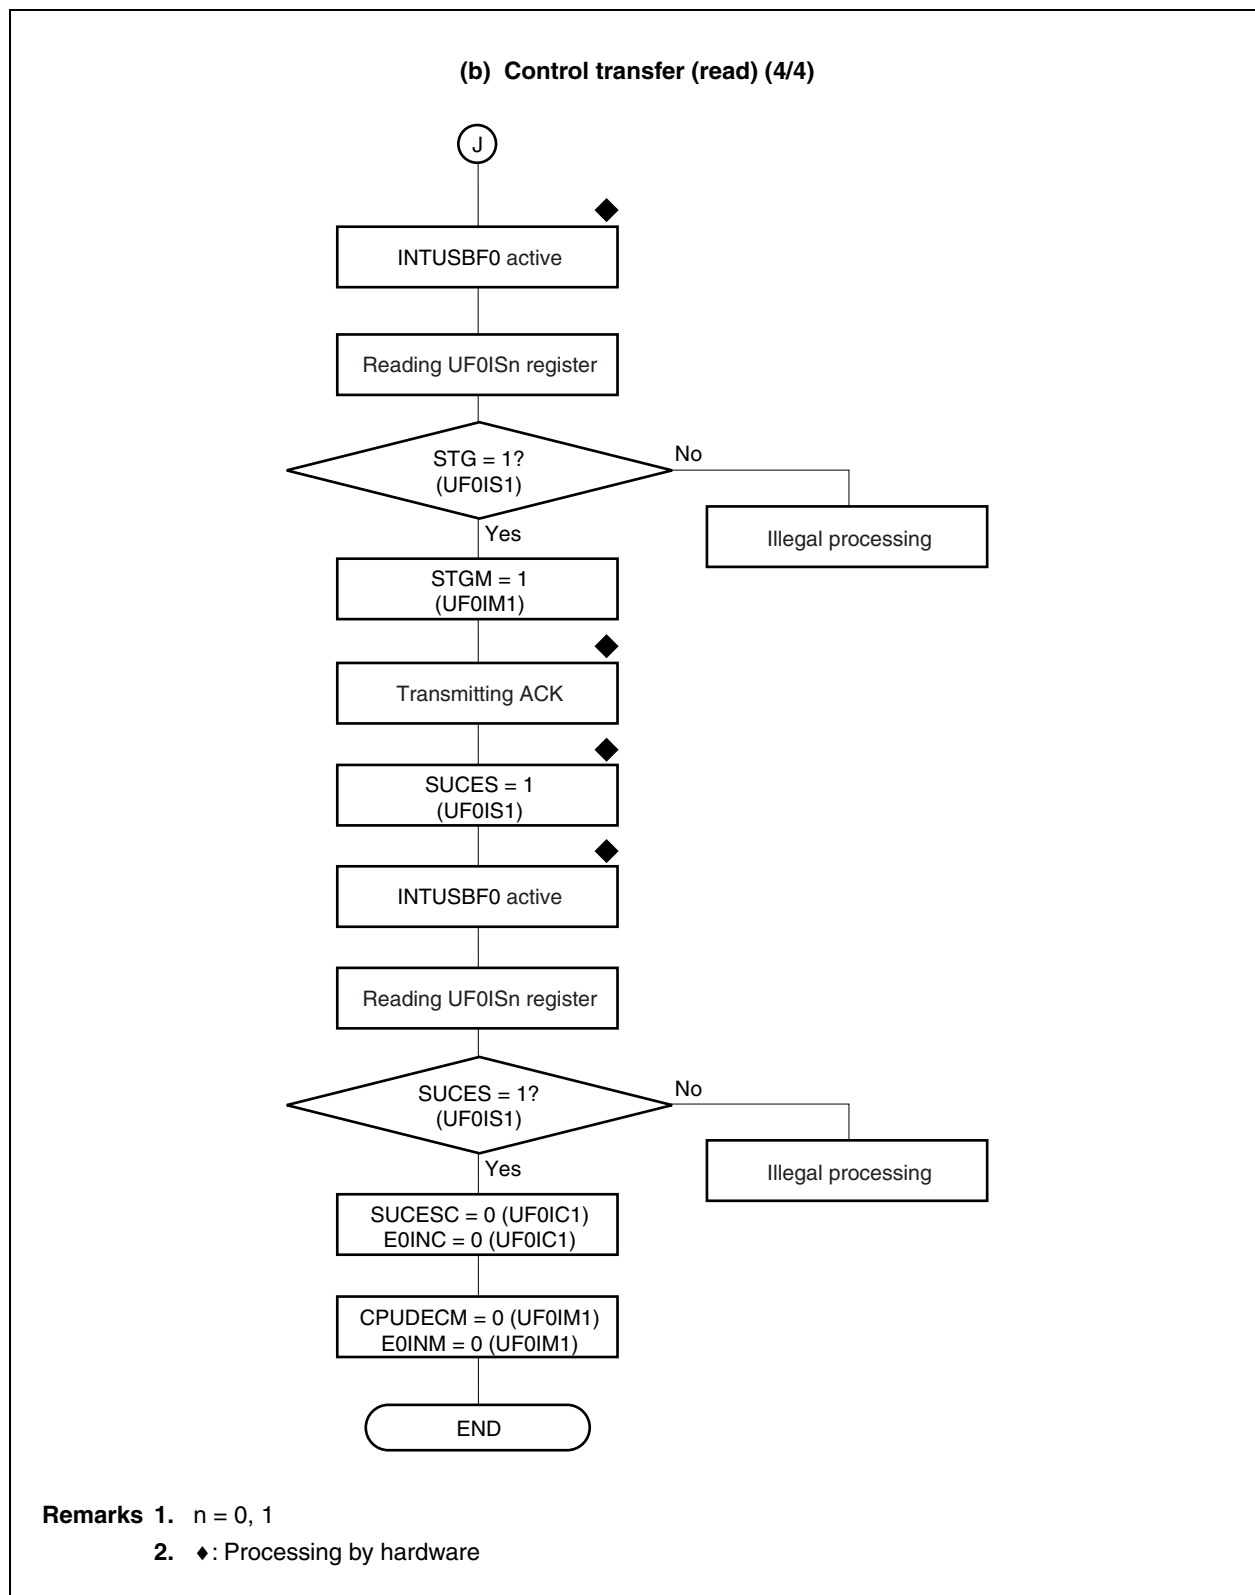 (b) Control transfer (read) (4/4)
J
INTUSBF0 active
Reading UF0ISn register
STG = 1?
(UF0IS1)
No
Illegal processing
Yes
STGM = 1
(UF0IM1)
Transmitting ACK
SUCES = 1
(UF0IS1)
INTUSBF0 active
Reading UF0ISn register
SUCES = 1?
(UF0IS1)
No
Illegal processing
Yes
SUCESC = 0 (UF0IC1)
E0INC = 0 (UF0IC1)
CPUDECM = 0 (UF0IM1)
E0INM = 0 (UF0IM1)
END
Remarks 1. n = 0, 1
2. ♦: Processing by hardware